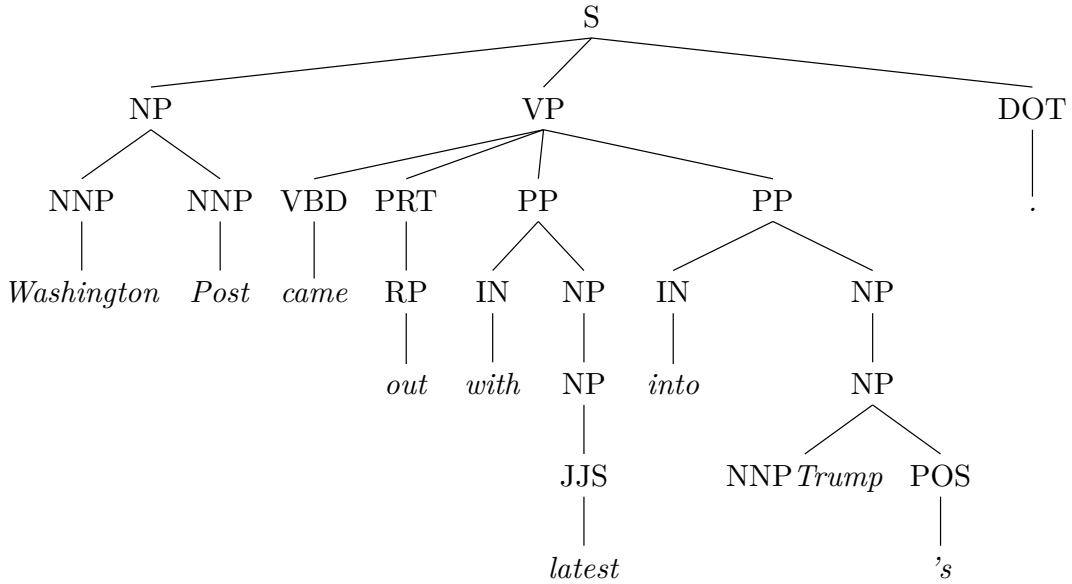 S
NP VP DOT
NNP NNP VBD PRT PP PP .
Washington Post came RP IN NP IN NP
out with NP into NP
JJS NNP Trump POS
latest 's